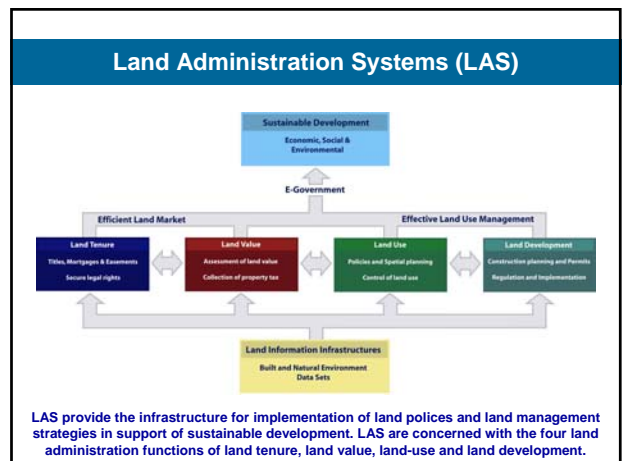 Land Administration Systems (LAS)
Sustainable Development
Economic, Social &
Environmental
E-Government
Efficient Land Market
Effective Land Use Management
Land Tenure
Titles, Mortgages & Easements
Secure legal rights
Land Value
Assessment of land value
Collection of property tax
Land Use
Policies and Spatial planning
Control of land use
Land Development
Construction planning and Permits
Regulation and Implementation
Land Information Infrastructures
Built and Natural Environment
Data Sets
LAS provide the infrastructure for implementation of land polices and land management
strategies in support of sustainable development. LAS are concerned with the four land
administration functions of land tenure, land value, land-use and land development.